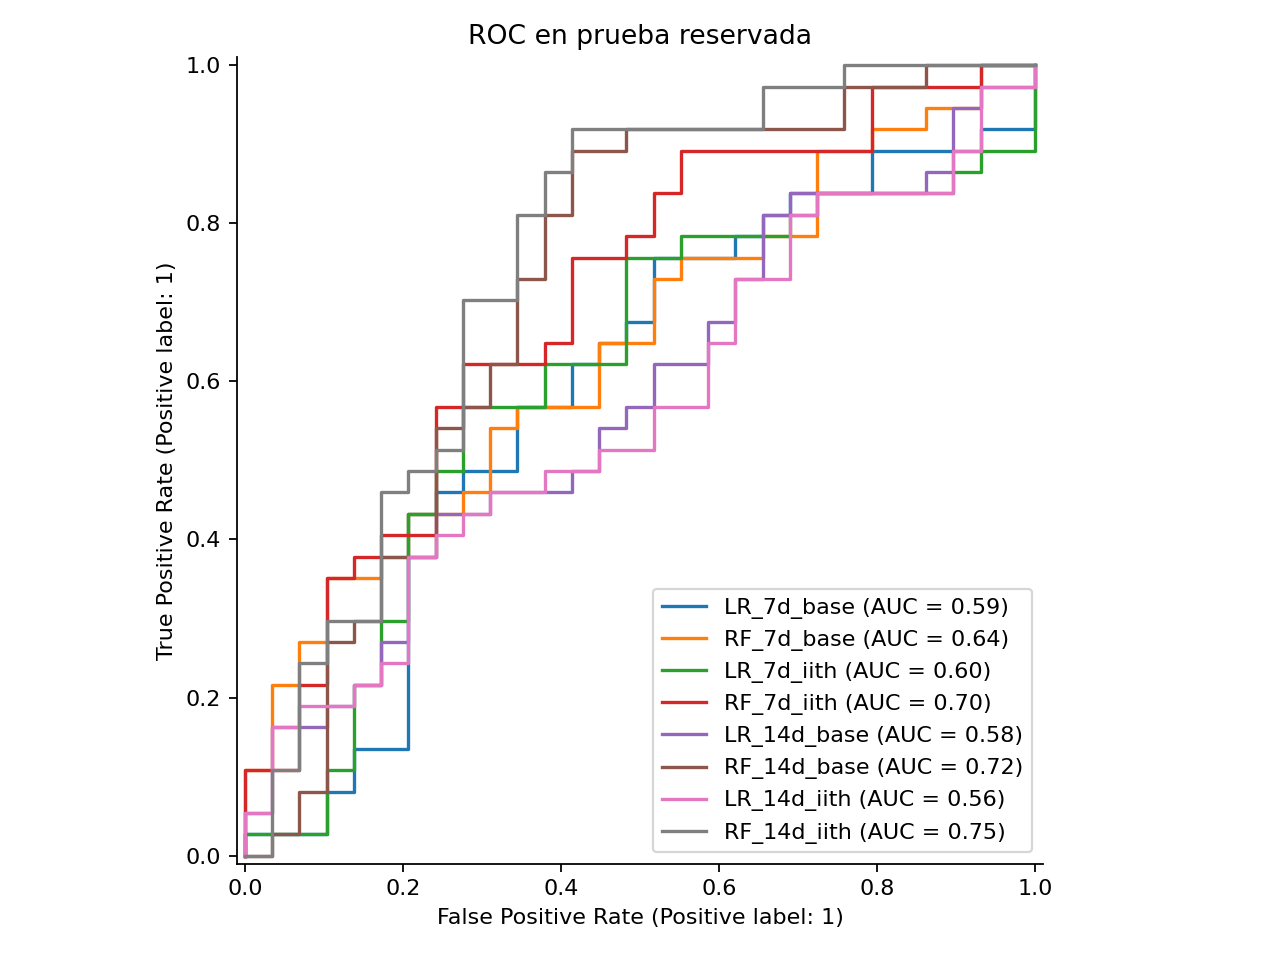 ROC en prueba reservada
True Positive Rate (Positive label: 1)
1.0
0.8
0.6
0.4
0.2
0.0
LR_7d_base (AUC = 0.59)
RF_7d_base (AUC = 0.64)
LR_7d_iith (AUC = 0.60)
RF_7d_iith (AUC = 0.70)
LR_14d_base (AUC = 0.58)
RF_14d_base (AUC = 0.72)
LR_14d_iith (AUC = 0.56)
RF_14d_iith (AUC = 0.75)
0.0 0.2 0.4 0.6 0.8 1.0
False Positive Rate (Positive label: 1)